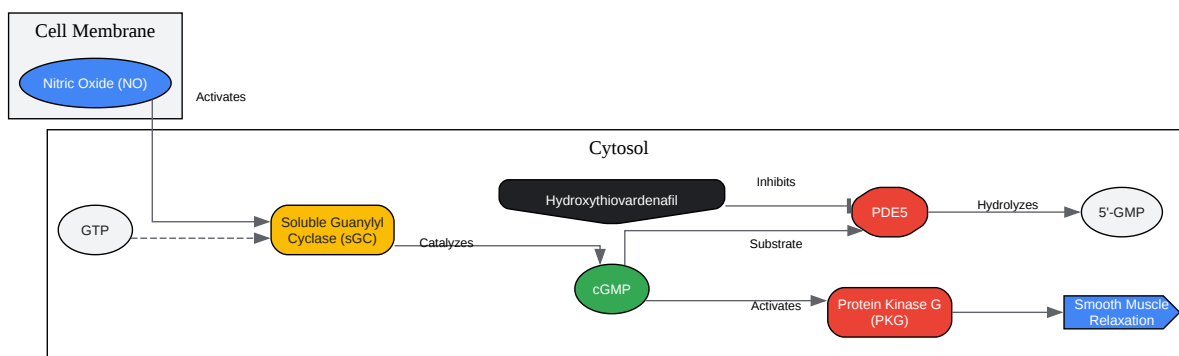 Cell Membrane
Nitric Oxide (NO)
Activates
Cytosol
Hydroxythiovardenafil
Inhibits
PDE5
Hydrolyzes
5'-GMP
GTP
Soluble Guanylyl
Cyclase (sGC)
Catalyzes
Substrate
cGMP
Activates
Protein Kinase G
(PKG)
Smooth Muscle
Relaxation